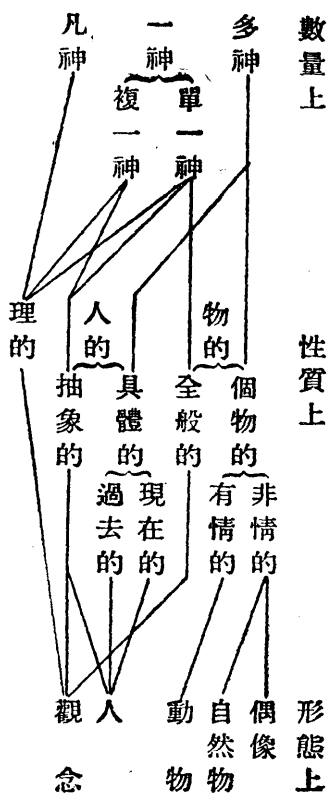 數量上
多神
一神
單一神
複一神
凡神
性質上
物的
個物的
非情的
有情的
全般的
人的
具體的
現在的
過去的
抽象的
理的
形態上
偶像
自然物
動物
人
觀念